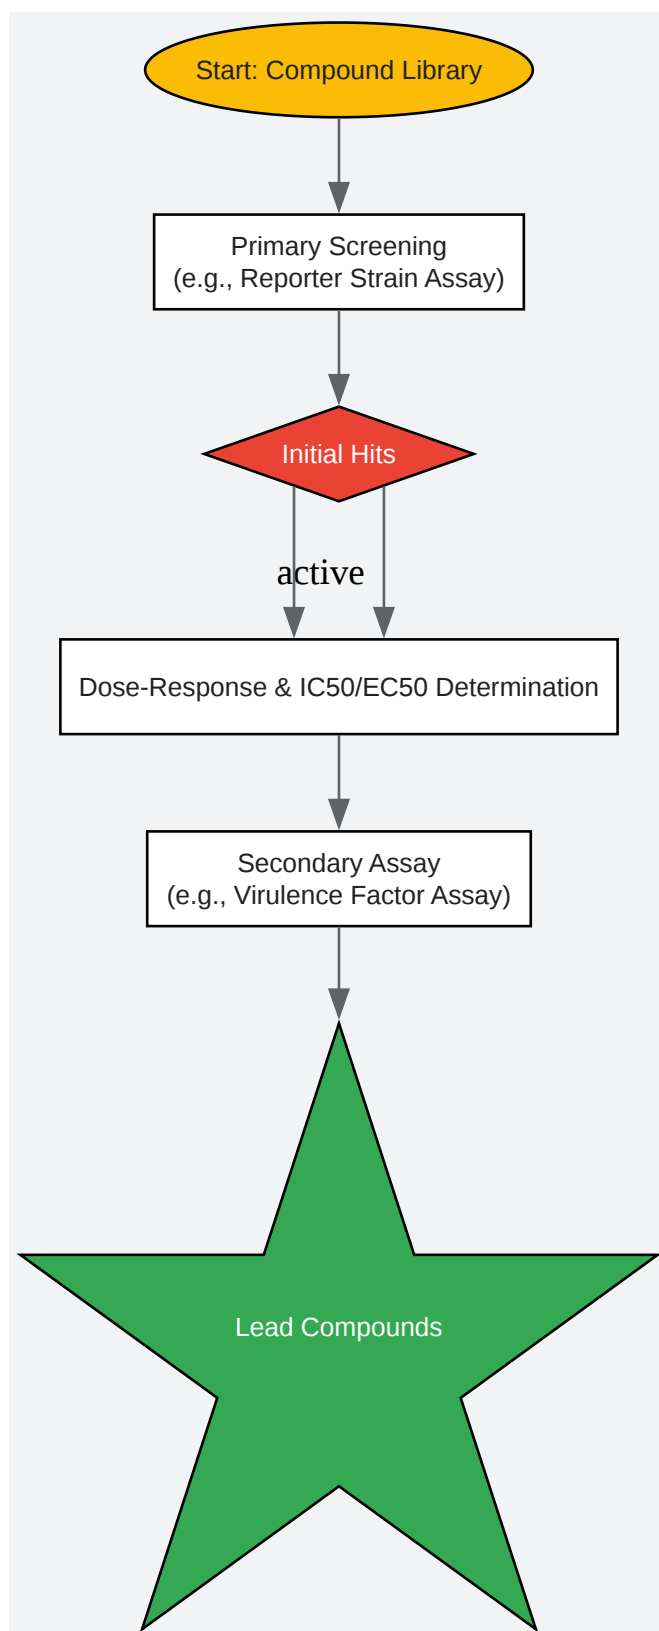 Start: Compound Library
Primary Screening
(e.g., Reporter Strain Assay)
Initial Hits
active
Dose-Response & IC50/EC50 Determination
Secondary Assay
(e.g., Virulence Factor Assay)
Lead Compounds